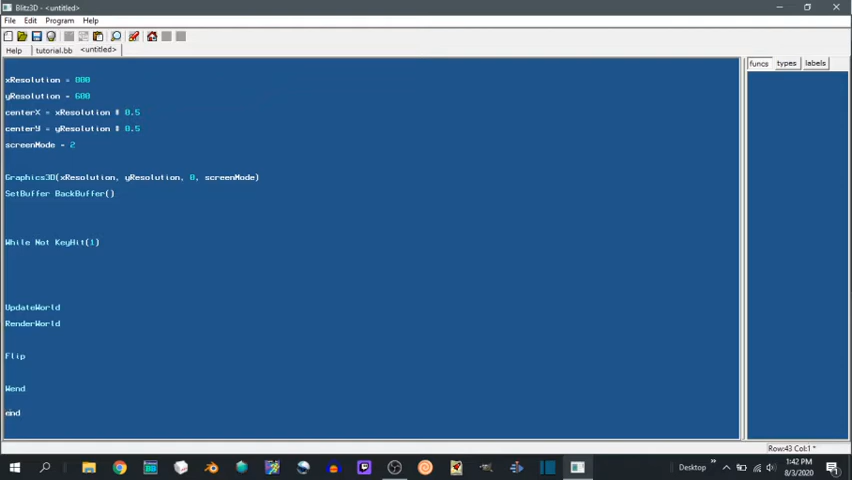 Blitz3D - <untitled>
File Edit Program Help
Help tutorial.bb <untitled>
funcs types labels
xResolution = 800
yResolution = 600
centerX = xResolution * 0.5
centerY = yResolution * 0.5
screenMode = 2
Graphics3D(xResolution, yResolution, 0, screenMode)
SetBuffer BackBuffer()
While Not KeyHit(1)
UpdateWorld
RenderWorld
Flip
Wend
end
Row:43 Col:1 *
Desktop
1:42 PM
8/3/2020